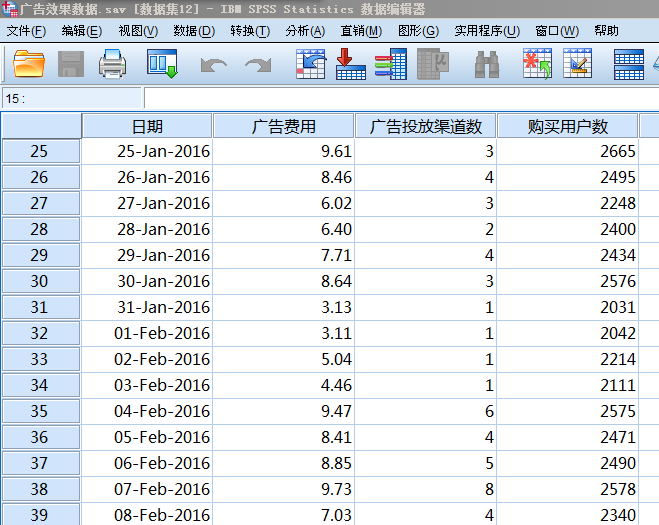 广告效果数据.sav [数据集12] - IBM SPSS Statistics 数据编辑器
文件(F) 编辑(E) 视图(V) 数据(D) 转换(T) 分析(A) 直销(M) 图形(G) 实用程序(U) 窗口(W) 帮助
15 :
日期 广告费用 广告投放渠道数 购买用户数
25 25-Jan-2016 9.61 3 2665
26 26-Jan-2016 8.46 4 2495
27 27-Jan-2016 6.02 3 2248
28 28-Jan-2016 6.40 2 2400
29 29-Jan-2016 7.71 4 2434
30 30-Jan-2016 8.64 3 2576
31 31-Jan-2016 3.13 1 2031
32 01-Feb-2016 3.11 1 2042
33 02-Feb-2016 5.04 1 2214
34 03-Feb-2016 4.46 1 2111
35 04-Feb-2016 9.47 6 2575
36 05-Feb-2016 8.41 4 2471
37 06-Feb-2016 8.85 5 2490
38 07-Feb-2016 9.73 8 2578
39 08-Feb-2016 7.03 4 2340